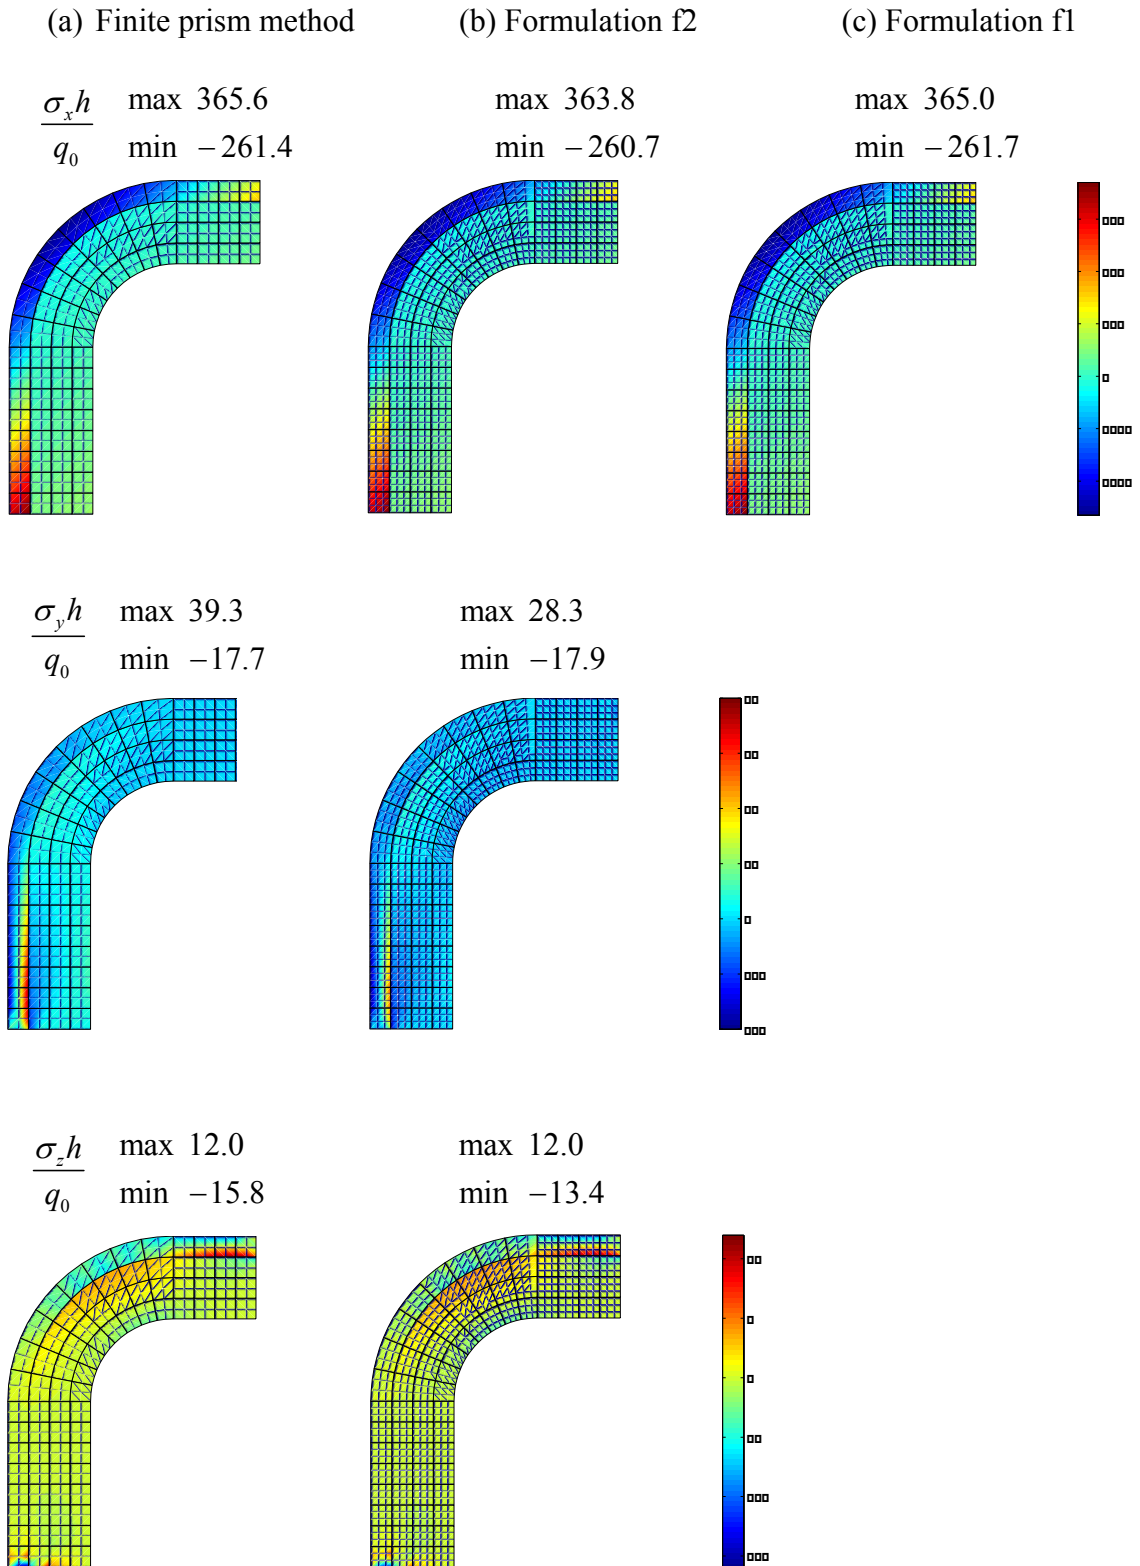 (a) Finite prism method (b) Formulation f2 (c) Formulation f1
σₓh/q₀ max 365.6 max 363.8 max 365.0
min −261.4 min −260.7 min −261.7
σᵧh/q₀ max 39.3 max 28.3
min −17.7 min −17.9
σ_z h/q₀ max 12.0 max 12.0
min −15.8 min −13.4